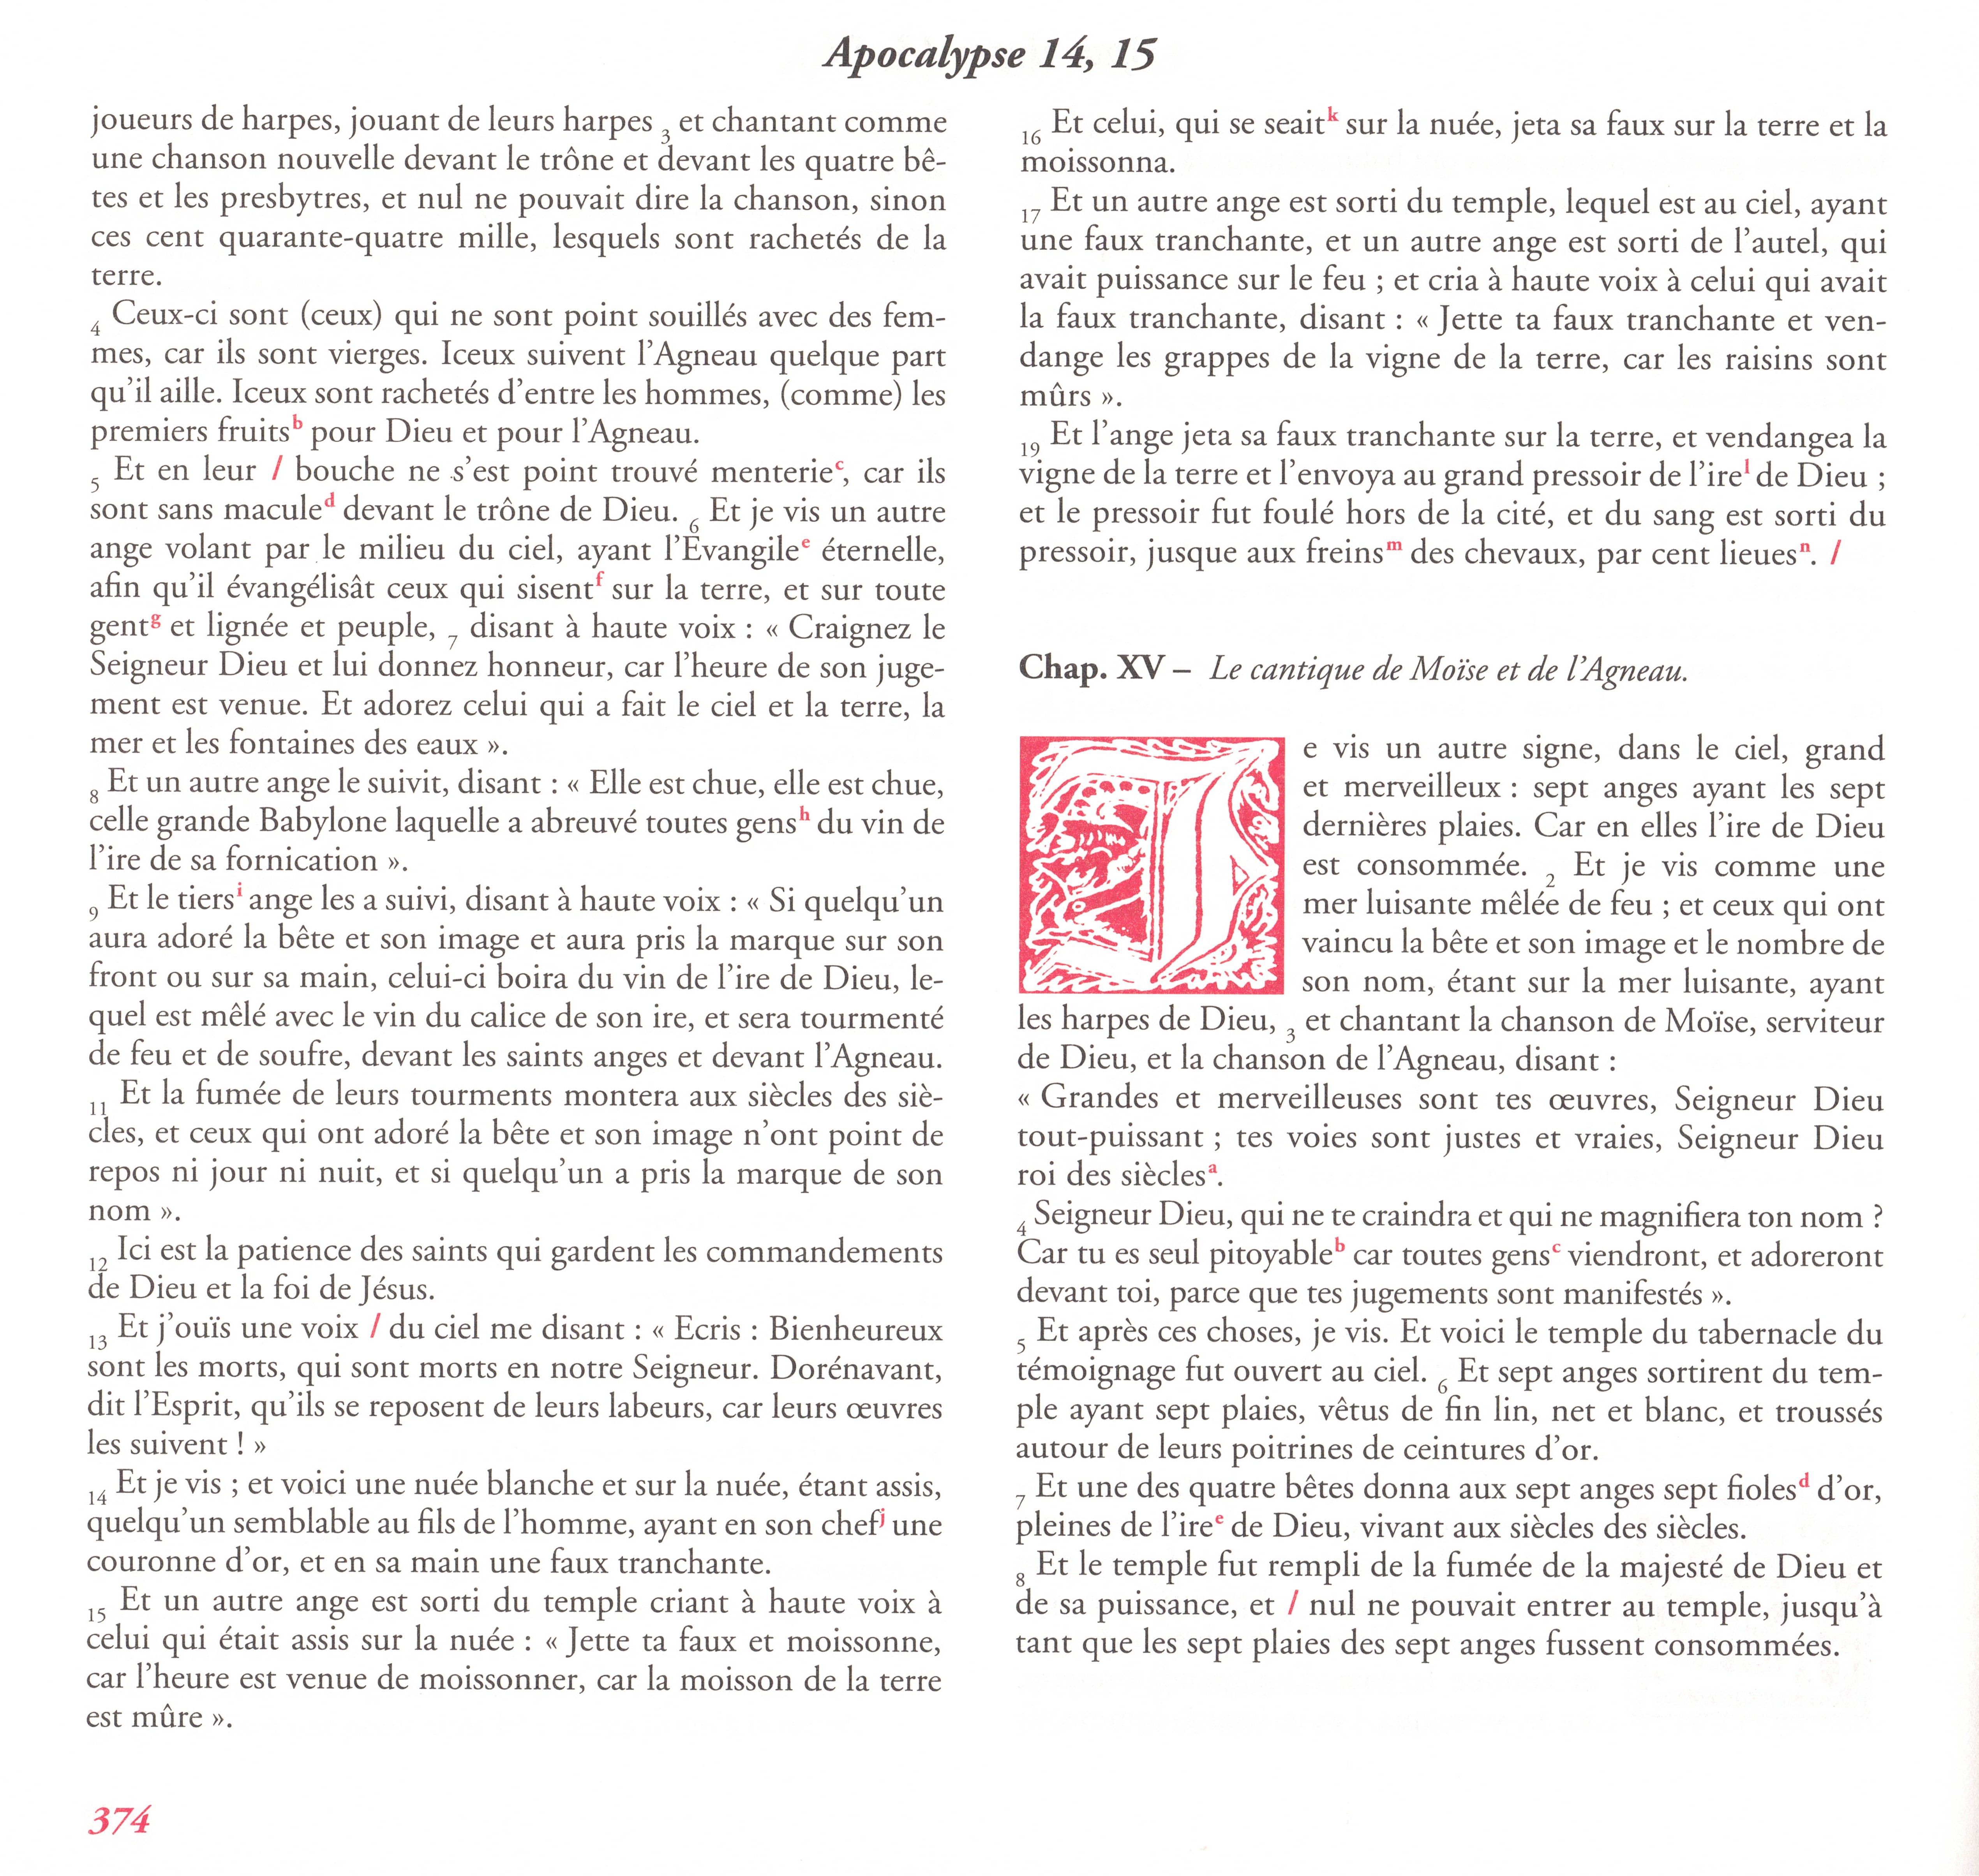 Apocalypse 14, 15
joueurs de harpes, jouant de leurs harpes 3 et chantant comme
une chanson nouvelle devant le trône et devant les quatre bê-
tes et les presbytres, et nul ne pouvait dire la chanson, sinon
ces cent quarante-quatre mille, lesquels sont rachetés de la
terre.
4 Ceux-ci sont (ceux) qui ne sont point souillés avec des fem-
mes, car ils sont vierges. Iceux suivent l’Agneau quelque part
qu’il aille. Iceux sont rachetés d’entre les hommes, (comme) les
premiers fruits b pour Dieu et pour l’Agneau.
5 Et en leur / bouche ne s’est point trouvé menterie c, car ils
sont sans macule d devant le trône de Dieu. 6 Et je vis un autre
ange volant par le milieu du ciel, ayant l’Évangile e éternelle,
afin qu’il évangélisât ceux qui sisent f sur la terre, et sur toute
gent g et lignée et peuple, 7 disant à haute voix : « Craignez le
Seigneur Dieu et lui donnez honneur, car l’heure de son juge-
ment est venue. Et adorez celui qui a fait le ciel et la terre, la
mer et les fontaines des eaux ».
8 Et un autre ange le suivit, disant : « Elle est chue, elle est chue,
celle grande Babylone laquelle a abreuvé toutes gens h du vin de
l’ire de sa fornication ».
9 Et le tiers i ange les a suivi, disant à haute voix : « Si quelqu’un
aura adoré la bête et son image et aura pris la marque sur son
front ou sur sa main, celui-ci boira du vin de l’ire de Dieu, le-
quel est mêlé avec le vin du calice de son ire, et sera tourmenté
de feu et de soufre, devant les saints anges et devant l’Agneau.
11 Et la fumée de leurs tourments montera aux siècles des siè-
cles, et ceux qui ont adoré la bête et son image n’ont point de
repos ni jour ni nuit, et si quelqu’un a pris la marque de son
nom ».
12 Ici est la patience des saints qui gardent les commandements
de Dieu et la foi de Jésus.
13 Et j’ouïs une voix / du ciel me disant : « Ecris : Bienheureux
sont les morts, qui sont morts en notre Seigneur. Dorénavant,
dit l’Esprit, qu’ils se reposent de leurs labeurs, car leurs œuvres
les suivent ! »
14 Et je vis ; et voici une nuée blanche et sur la nuée, étant assis,
quelqu’un semblable au fils de l’homme, ayant en son chef j une
couronne d’or, et en sa main une faux tranchante.
15 Et un autre ange est sorti du temple criant à haute voix à
celui qui était assis sur la nuée : « Jette ta faux et moissonne,
car l’heure est venue de moissonner, car la moisson de la terre
est mûre ».
16 Et celui, qui se seait k sur la nuée, jeta sa faux sur la terre et la
moissonna.
17 Et un autre ange est sorti du temple, lequel est au ciel, ayant
une faux tranchante, et un autre ange est sorti de l’autel, qui
avait puissance sur le feu ; et cria à haute voix à celui qui avait
la faux tranchante, disant : « Jette ta faux tranchante et ven-
dange les grappes de la vigne de la terre, car les raisins sont
mûrs ».
19 Et l’ange jeta sa faux tranchante sur la terre, et vendangea la
vigne de la terre et l’envoya au grand pressoir de l’ire l de Dieu ;
et le pressoir fut foulé hors de la cité, et du sang est sorti du
pressoir, jusque aux freins m des chevaux, par cent lieues n. /
Chap. XV – Le cantique de Moïse et de l’Agneau.
Je vis un autre signe, dans le ciel, grand
et merveilleux : sept anges ayant les sept
dernières plaies. Car en elles l’ire de Dieu
est consommée. 2 Et je vis comme une
mer luisante mêlée de feu ; et ceux qui ont
vaincu la bête et son image et le nombre de
son nom, étant sur la mer luisante, ayant
les harpes de Dieu, 3 et chantant la chanson de Moïse, serviteur
de Dieu, et la chanson de l’Agneau, disant :
« Grandes et merveilleuses sont tes œuvres, Seigneur Dieu
tout-puissant ; tes voies sont justes et vraies, Seigneur Dieu
roi des siècles a.
4 Seigneur Dieu, qui ne te craindra et qui ne magnifiera ton nom ?
Car tu es seul pitoyable b car toutes gens c viendront, et adoreront
devant toi, parce que tes jugements sont manifestés ».
5 Et après ces choses, je vis. Et voici le temple du tabernacle du
témoignage fut ouvert au ciel. 6 Et sept anges sortirent du tem-
ple ayant sept plaies, vêtus de fin lin, net et blanc, et troussés
autour de leurs poitrines de ceintures d’or.
7 Et une des quatre bêtes donna aux sept anges sept fioles d d’or,
pleines de l’ire e de Dieu, vivant aux siècles des siècles.
8 Et le temple fut rempli de la fumée de la majesté de Dieu et
de sa puissance, et / nul ne pouvait entrer au temple, jusqu’à
tant que les sept plaies des sept anges fussent consommées.
374